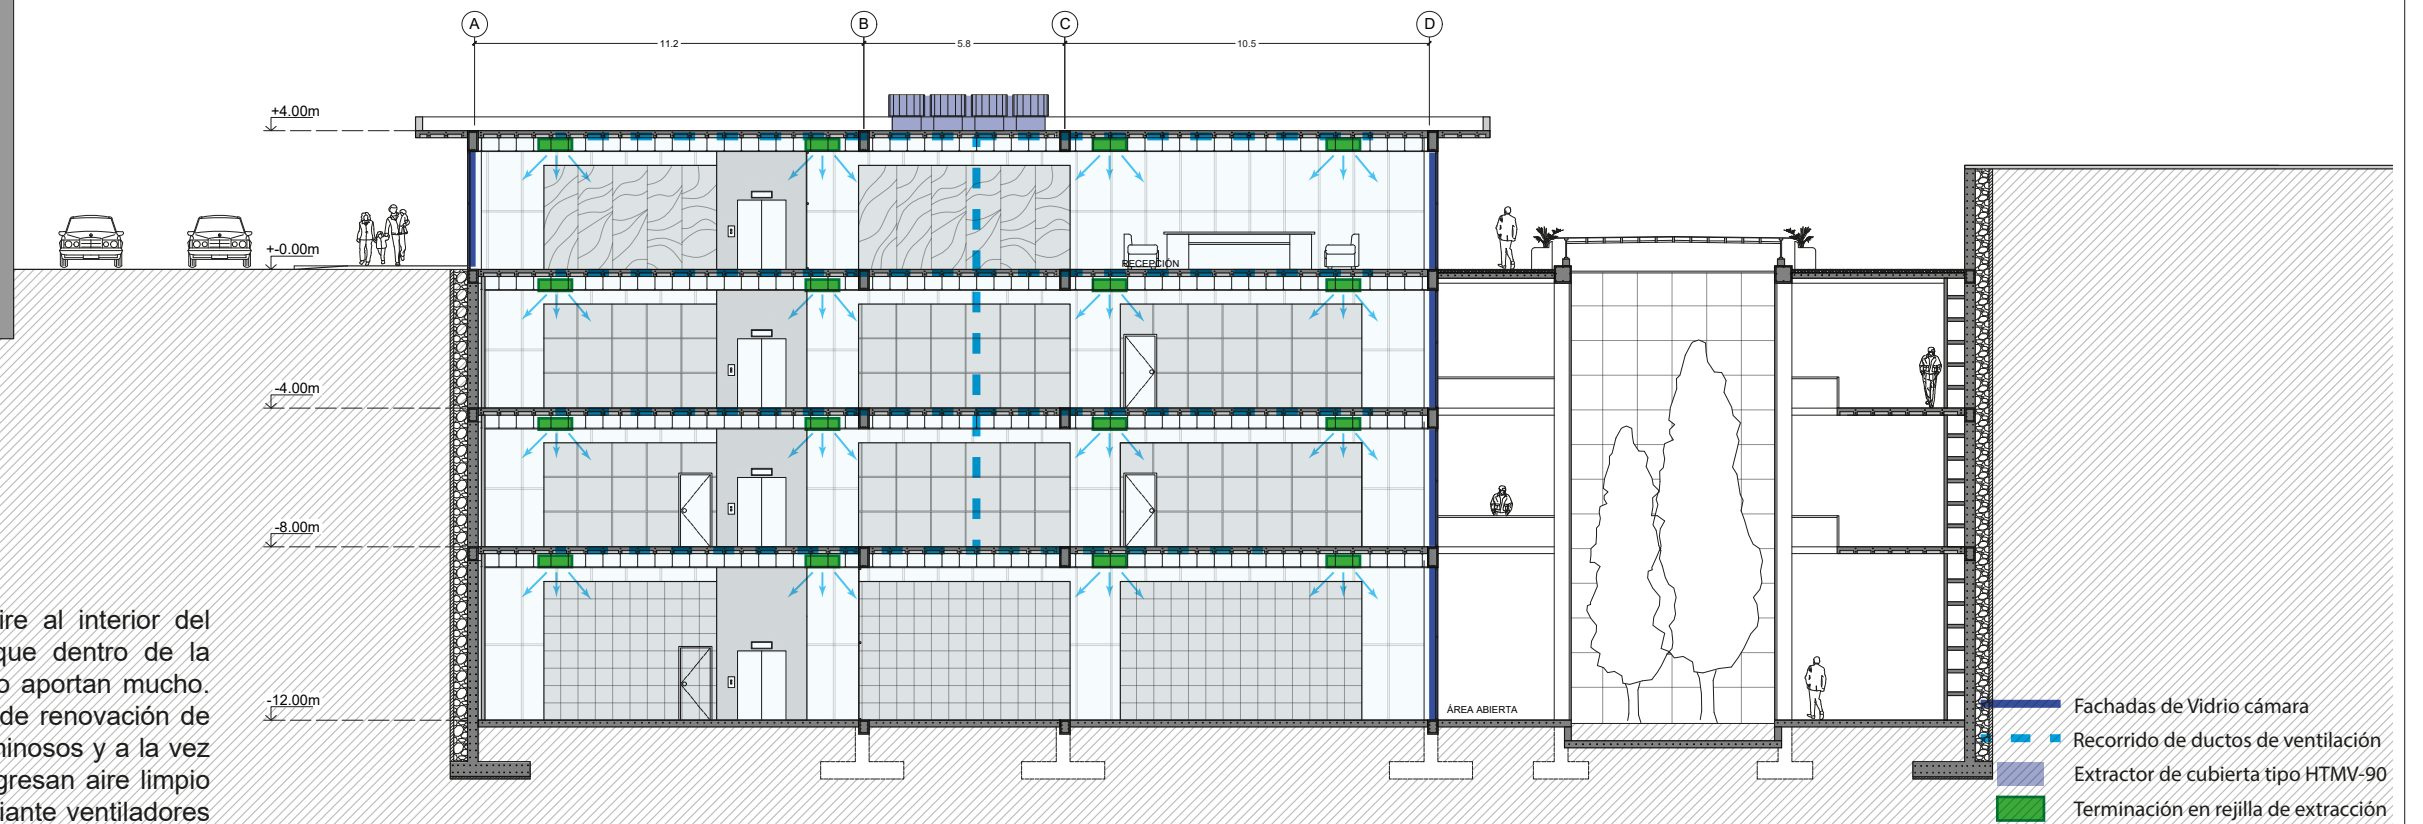 A
B
C
D
11.2
5.8
10.5
+4.00m
+-0.00m
RECEPCIÓN
-4.00m
-8.00m
-12.00m
ÁREA ABIERTA
ire al interior del
que dentro de la
o aportan mucho.
de renovación de
ninosos y a la vez
gresan aire limpio
diante ventiladores
Fachadas de Vidrio cámara
Recorrido de ductos de ventilación
Extractor de cubierta tipo HTMV-90
Terminación en rejilla de extracción